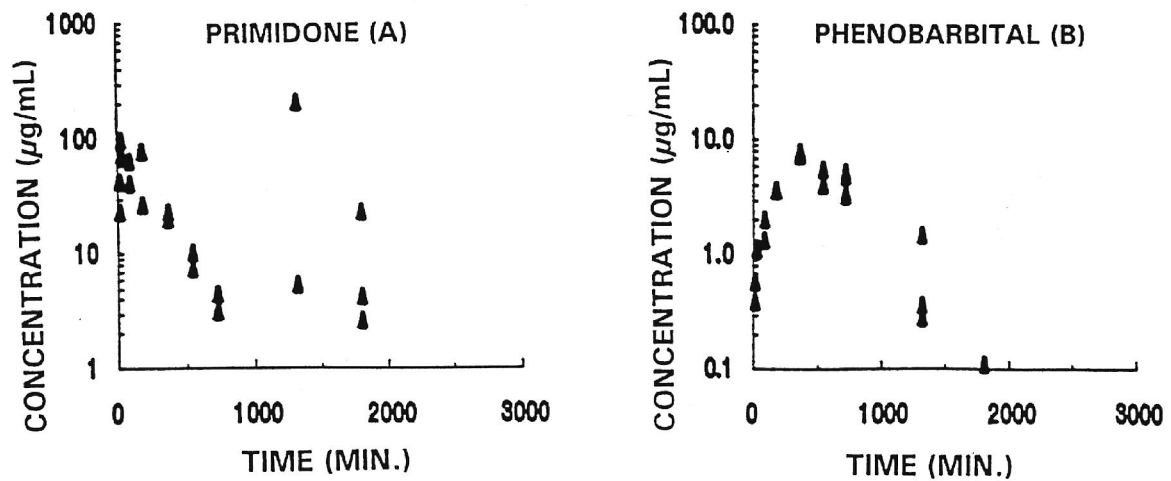 PRIMIDONE (A)
CONCENTRATION (µg/mL)
1000
100
10
1
0
1000
2000
3000
TIME (MIN.)
PHENOBARBITAL (B)
CONCENTRATION (µg/mL)
100.0
10.0
1.0
0.1
0
1000
2000
3000
TIME (MIN.)